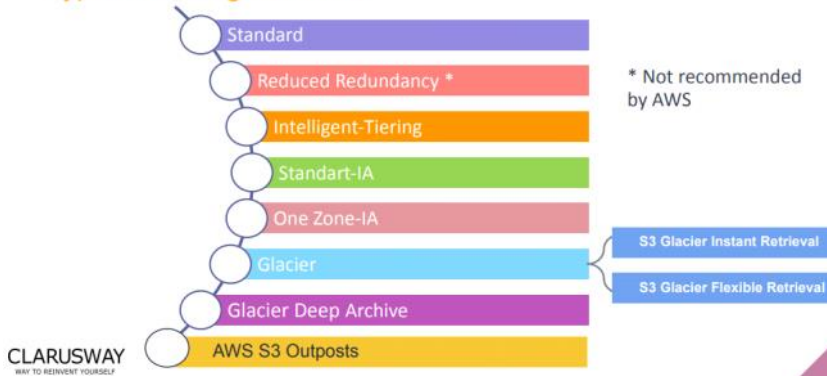 Standard
Reduced Redundancy *
* Not recommended
by AWS
Intelligent-Tiering
Standart-IA
One Zone-IA
S3 Glacier Instant Retrieval
Glacier
S3 Glacier Flexible Retrieval
Glacier Deep Archive
AWS S3 Outposts
CLARUSWAY
WAY TO REINVENT YOURSELF